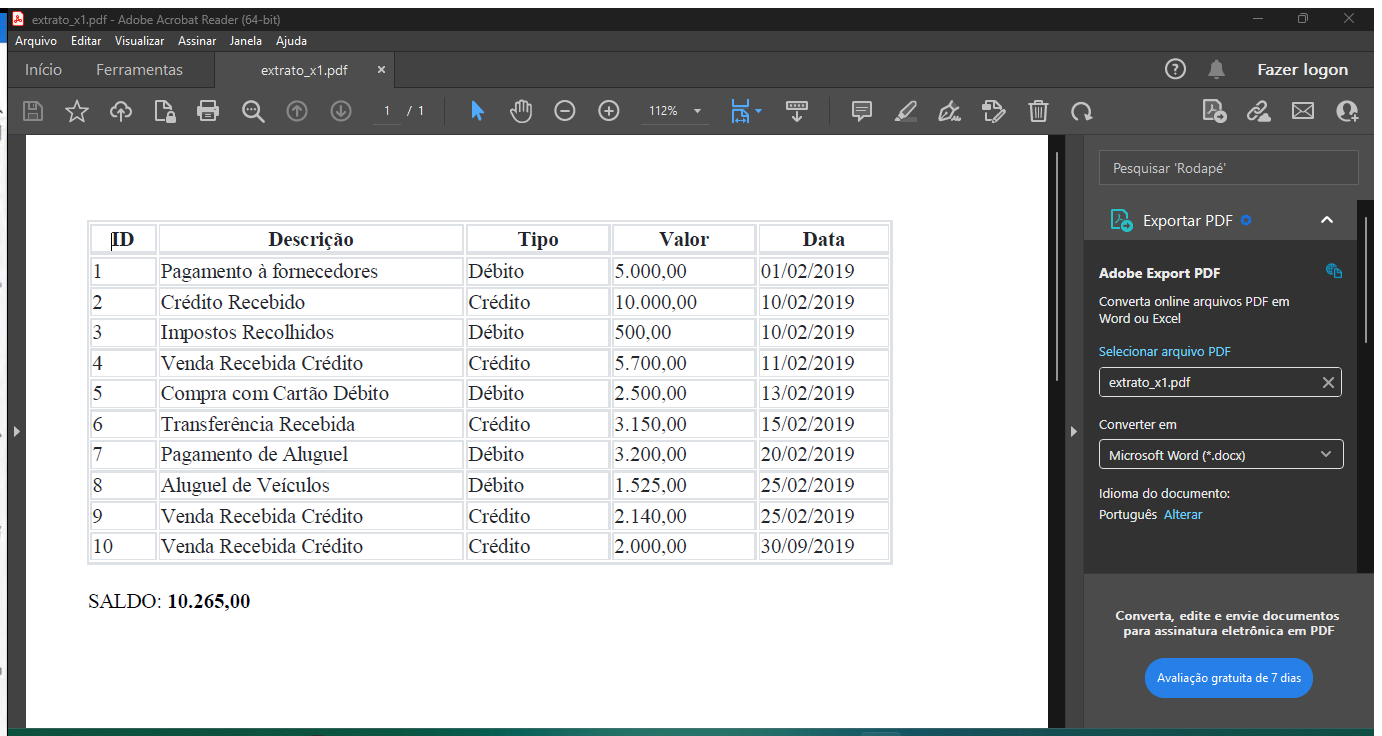 extrato_x1.pdf - Adobe Acrobat Reader (64-bit)
Arquivo Editar Visualizar Assinar Janela Ajuda
Início Ferramentas extrato_x1.pdf × Fazer logon
1 / 1 112%
ID Descrição Tipo Valor Data
1 Pagamento à fornecedores Débito 5.000,00 01/02/2019
2 Crédito Recebido Crédito 10.000,00 10/02/2019
3 Impostos Recolhidos Débito 500,00 10/02/2019
4 Venda Recebida Crédito Crédito 5.700,00 11/02/2019
5 Compra com Cartão Débito Débito 2.500,00 13/02/2019
6 Transferência Recebida Crédito 3.150,00 15/02/2019
7 Pagamento de Aluguel Débito 3.200,00 20/02/2019
8 Aluguel de Veículos Débito 1.525,00 25/02/2019
9 Venda Recebida Crédito Crédito 2.140,00 25/02/2019
10 Venda Recebida Crédito Crédito 2.000,00 30/09/2019
SALDO: 10.265,00
Pesquisar 'Rodapé'
Exportar PDF
Adobe Export PDF
Converta online arquivos PDF em
Word ou Excel
Selecionar arquivo PDF
extrato_x1.pdf
Converter em
Microsoft Word (*.docx)
Idioma do documento:
Português Alterar
Converta, edite e envie documentos
para assinatura eletrônica em PDF
Avaliação gratuita de 7 dias